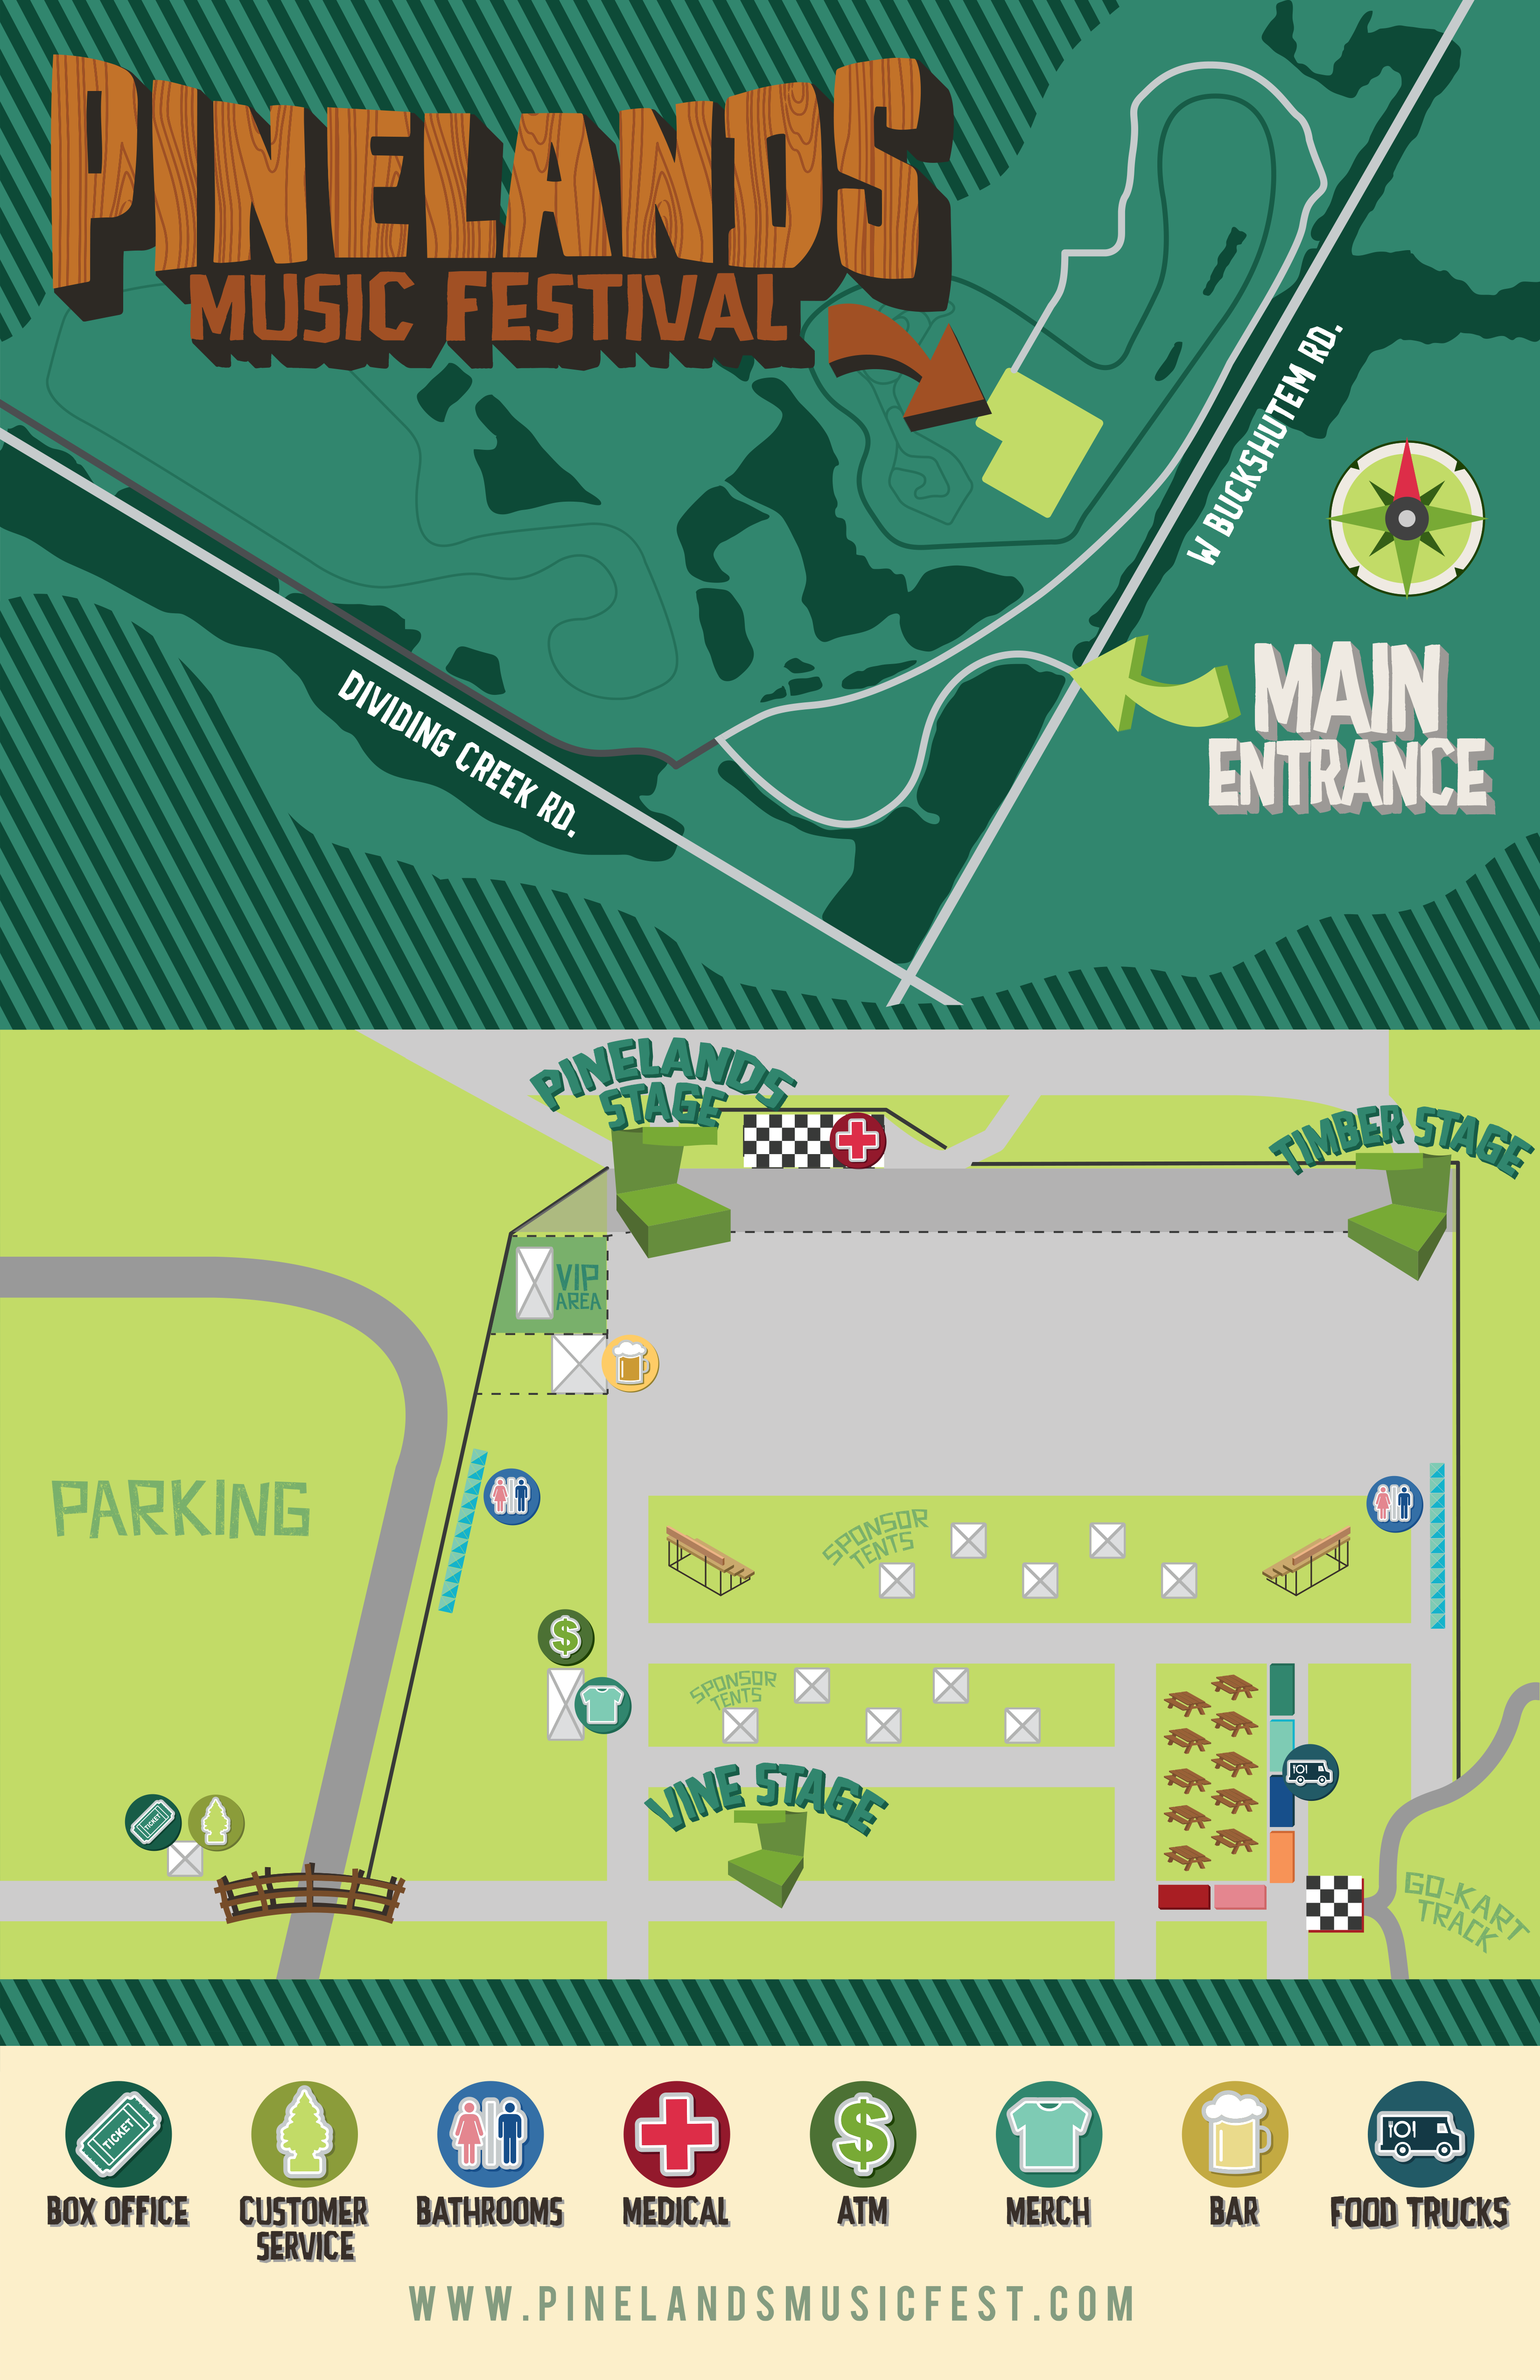 PINELANDS
MUSIC FESTIVAL
W BUCKSHUTEM RD.
MAIN
ENTRANCE
DIVIDING CREEK RD.
PINELANDS
STAGE
TIMBER STAGE
VIP
AREA
PARKING
SPONSOR
TENTS
SPONSOR
TENTS
VINE STAGE
TICKET
GO-KART
TRACK
TICKET
BOX OFFICE
CUSTOMER
SERVICE
BATHROOMS
MEDICAL
ATM
MERCH
BAR
FOOD TRUCKS
WWW.PINELANDSMUSICFEST.COM